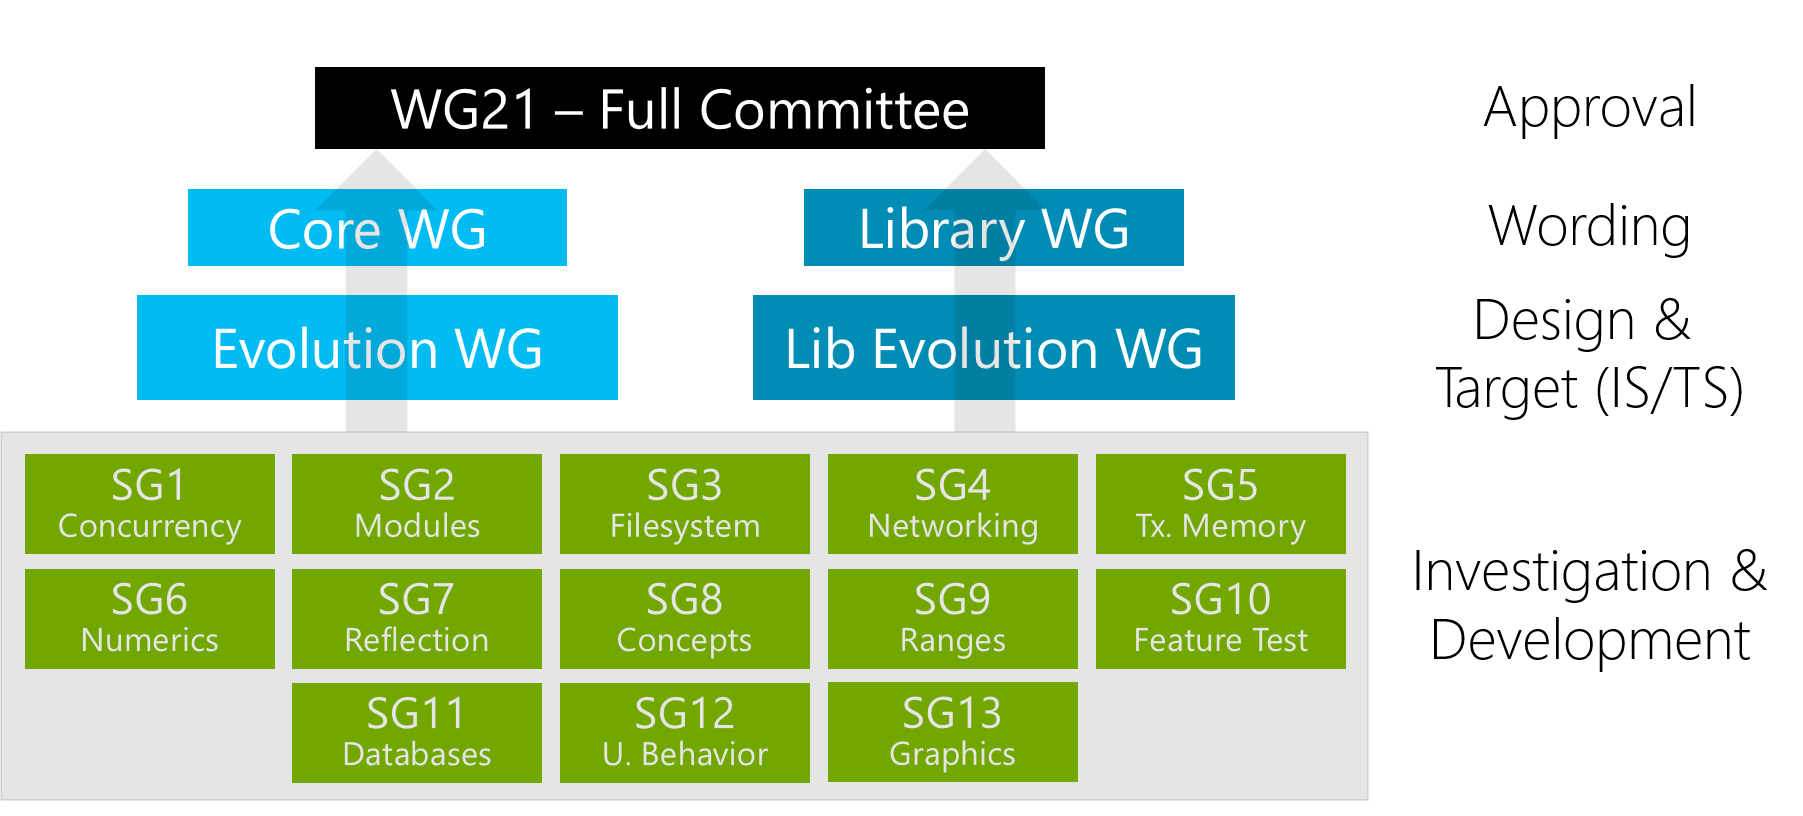 WG21 – Full Committee
Approval
Core WG
Library WG
Wording
Evolution WG
Lib Evolution WG
Design &
Target (IS/TS)
SG1
Concurrency
SG2
Modules
SG3
Filesystem
SG4
Networking
SG5
Tx. Memory
SG6
Numerics
SG7
Reflection
SG8
Concepts
SG9
Ranges
SG10
Feature Test
SG11
Databases
SG12
U. Behavior
SG13
Graphics
Investigation &
Development